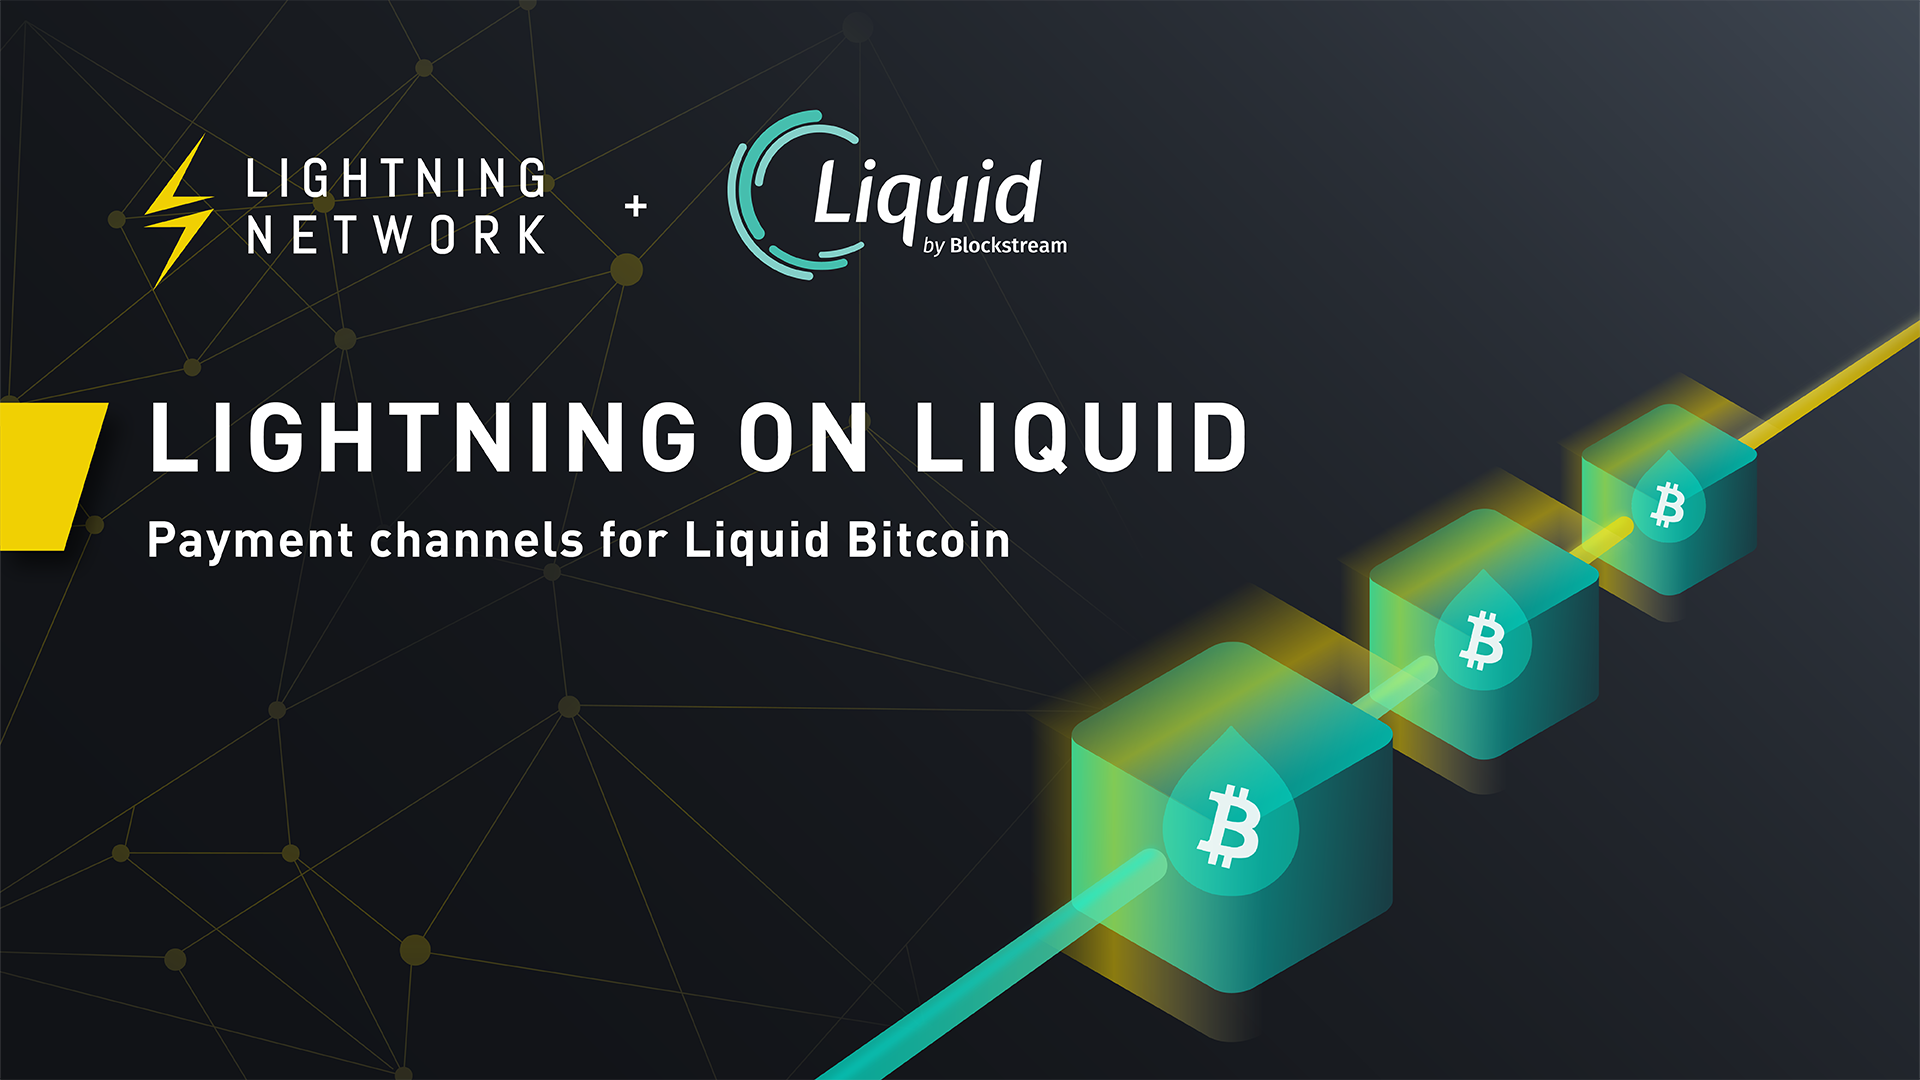 LIGHTNING
NETWORK
+
Liquid
by Blockstream
LIGHTNING ON LIQUID
Payment channels for Liquid Bitcoin